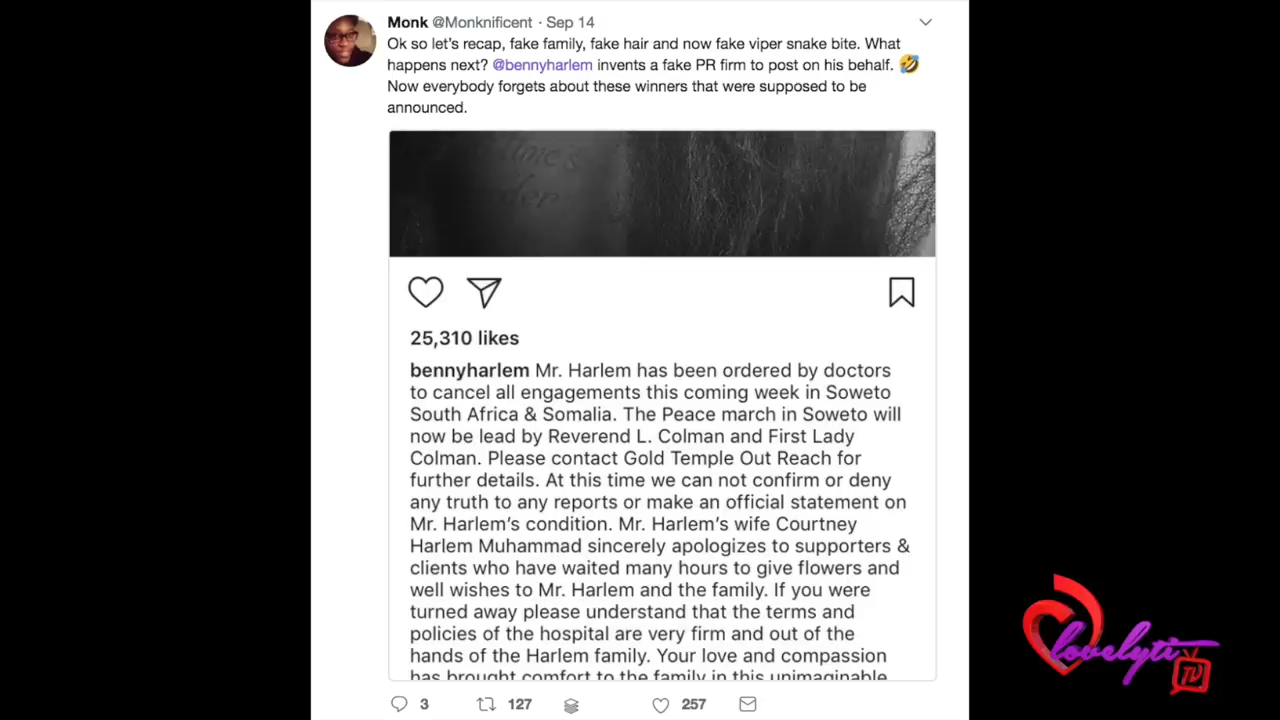 Monk @Monknificent · Sep 14
Ok so let's recap, fake family, fake hair and now fake viper snake bite. What
happens next? @bennyharlem invents a fake PR firm to post on his behalf. 🤣
Now everybody forgets about these winners that were supposed to be
announced.
25,310 likes
bennyharlem Mr. Harlem has been ordered by doctors
to cancel all engagements this coming week in Soweto
South Africa & Somalia. The Peace march in Soweto will
now be lead by Reverend L. Colman and First Lady
Colman. Please contact Gold Temple Out Reach for
further details. At this time we can not confirm or deny
any truth to any reports or make an official statement on
Mr. Harlem's condition. Mr. Harlem's wife Courtney
Harlem Muhammad sincerely apologizes to supporters &
clients who have waited many hours to give flowers and
well wishes to Mr. Harlem and the family. If you were
turned away please understand that the terms and
policies of the hospital are very firm and out of the
hands of the Harlem family. Your love and compassion
has brought comfort to the family in this unimaginable
3 127 257
lovelyti
TV